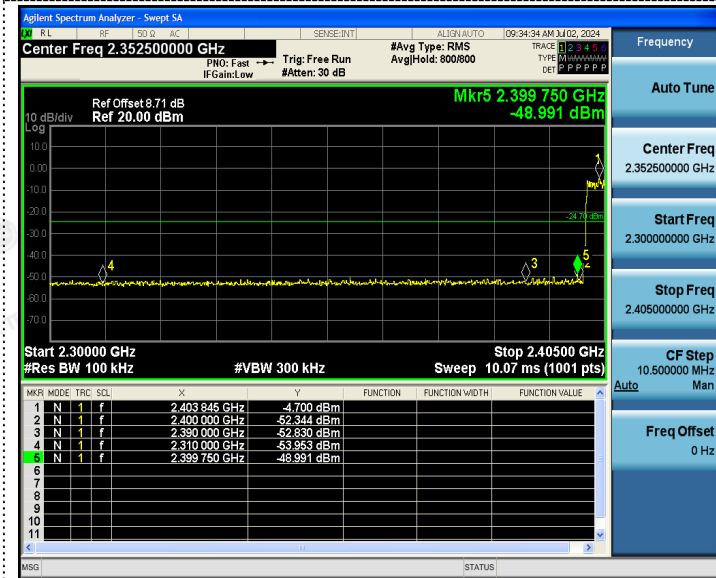 Agilent Spectrum Analyzer - Swept SA
LXI RL RF 50 Ω AC SENSE:INT ALIGN AUTO 09:34:34 AM Jul 02, 2024
Center Freq 2.352500000 GHz
PNO: Fast
IFGain:Low
Trig: Free Run
#Atten: 30 dB
#Avg Type: RMS
Avg|Hold: 800/800
TRACE 1 2 3 4 5 6
TYPE M
DET P P P P P P
Ref Offset 8.71 dB
10 dB/div Ref 20.00 dBm
Mkr5 2.399 750 GHz
-48.991 dBm
Log
10.0
0.00
-10.0
-20.0
-30.0
-40.0
-50.0
-60.0
-70.0
-24.70 dBm
1
4
3
5
2
Start 2.30000 GHz Stop 2.40500 GHz
#Res BW 100 kHz #VBW 300 kHz Sweep 10.07 ms (1001 pts)
MKR MODE TRC SCL X Y FUNCTION FUNCTION WIDTH FUNCTION VALUE
1 N 1 f 2.403 845 GHz -4.700 dBm
2 N 1 f 2.400 000 GHz -52.344 dBm
3 N 1 f 2.390 000 GHz -52.830 dBm
4 N 1 f 2.310 000 GHz -53.953 dBm
5 N 1 f 2.399 750 GHz -48.991 dBm
6
7
8
9
10
11
MSG STATUS
Frequency
Auto Tune
Center Freq
2.352500000 GHz
Start Freq
2.300000000 GHz
Stop Freq
2.405000000 GHz
CF Step
10.500000 MHz
Auto Man
Freq Offset
0 Hz